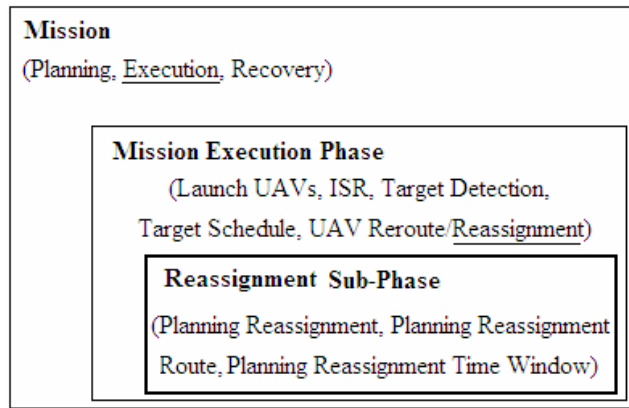 Mission
(Planning, Execution, Recovery)
Mission Execution Phase
(Launch UAVs, ISR, Target Detection,
Target Schedule, UAV Reroute/Reassignment)
Reassignment Sub-Phase
(Planning Reassignment, Planning Reassignment
Route, Planning Reassignment Time Window)